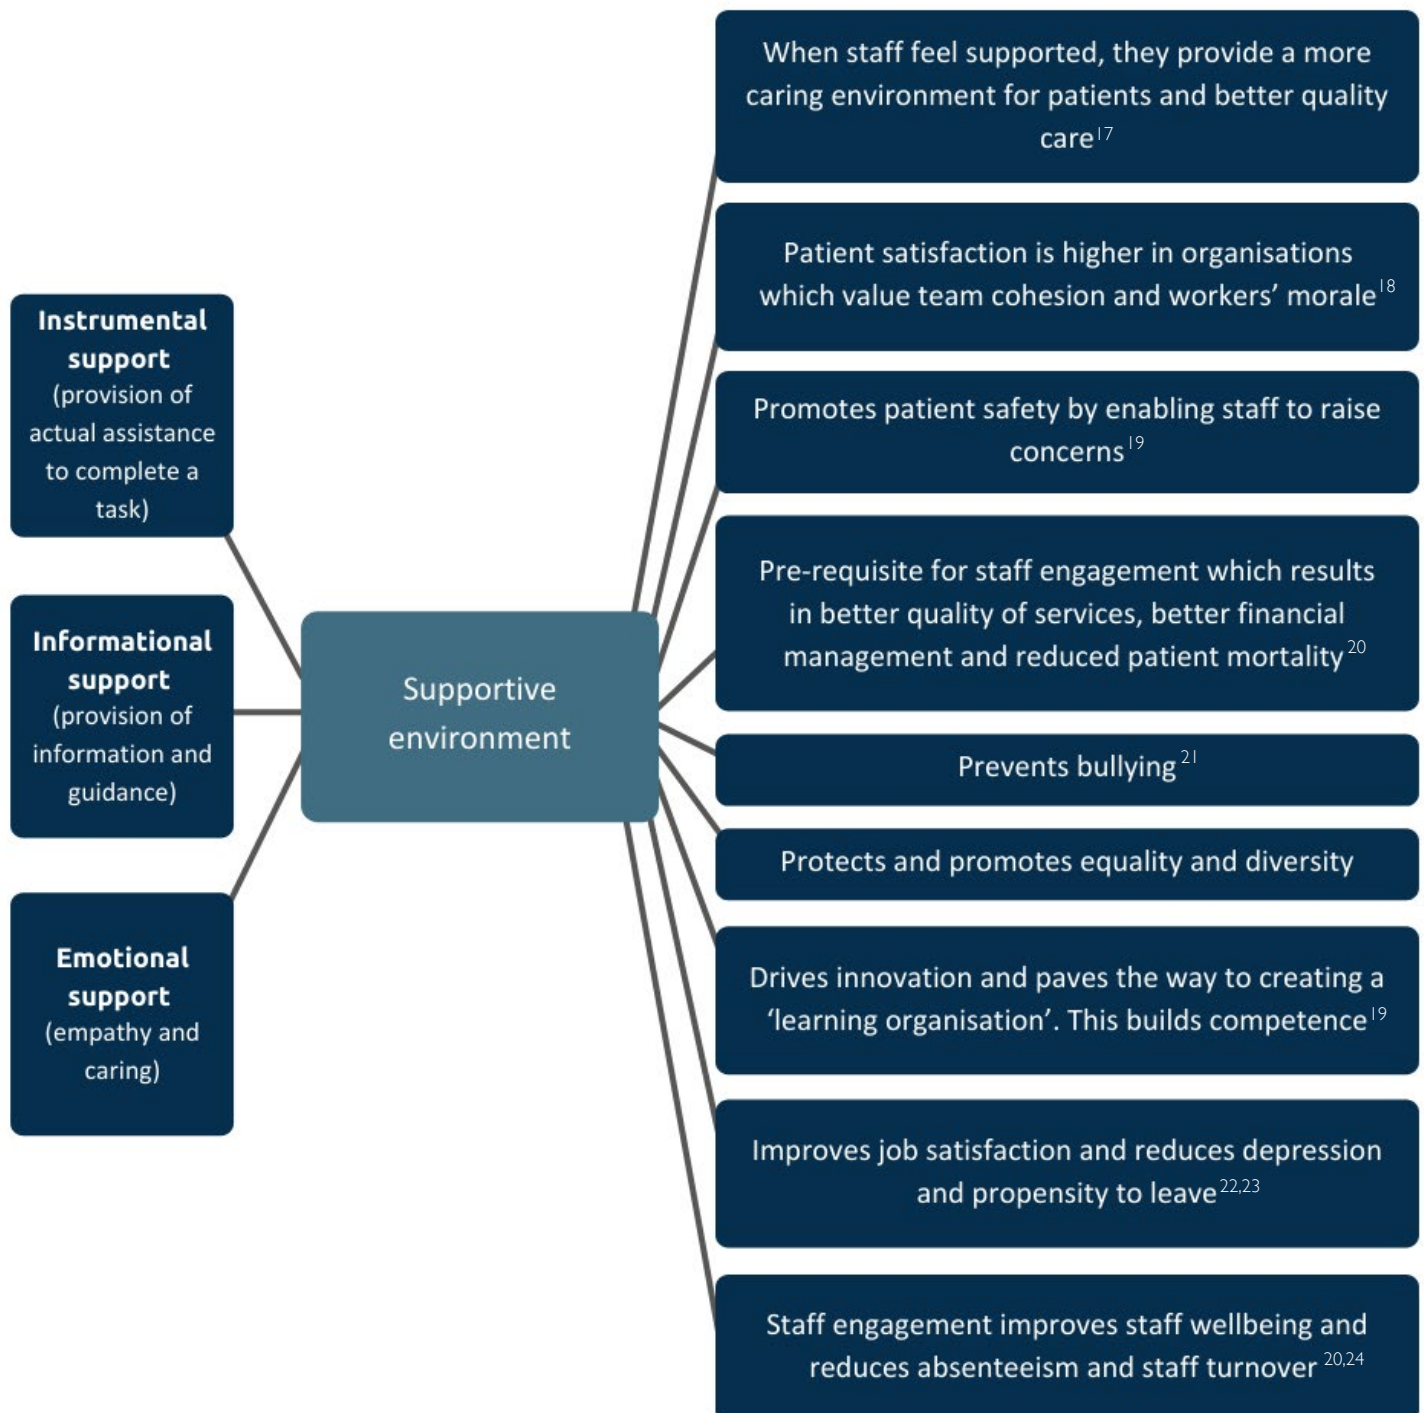 Instrumental
support
(provision of
actual assistance
to complete a
task)
Informational
support
(provision of
information and
guidance)
Emotional
support
(empathy and
caring)
Supportive
environment
When staff feel supported, they provide a more
caring environment for patients and better quality
care17
Patient satisfaction is higher in organisations
which value team cohesion and workers’ morale18
Promotes patient safety by enabling staff to raise
concerns19
Pre-requisite for staff engagement which results
in better quality of services, better financial
management and reduced patient mortality20
Prevents bullying21
Protects and promotes equality and diversity
Drives innovation and paves the way to creating a
‘learning organisation’. This builds competence19
Improves job satisfaction and reduces depression
and propensity to leave22,23
Staff engagement improves staff wellbeing and
reduces absenteeism and staff turnover 20,24